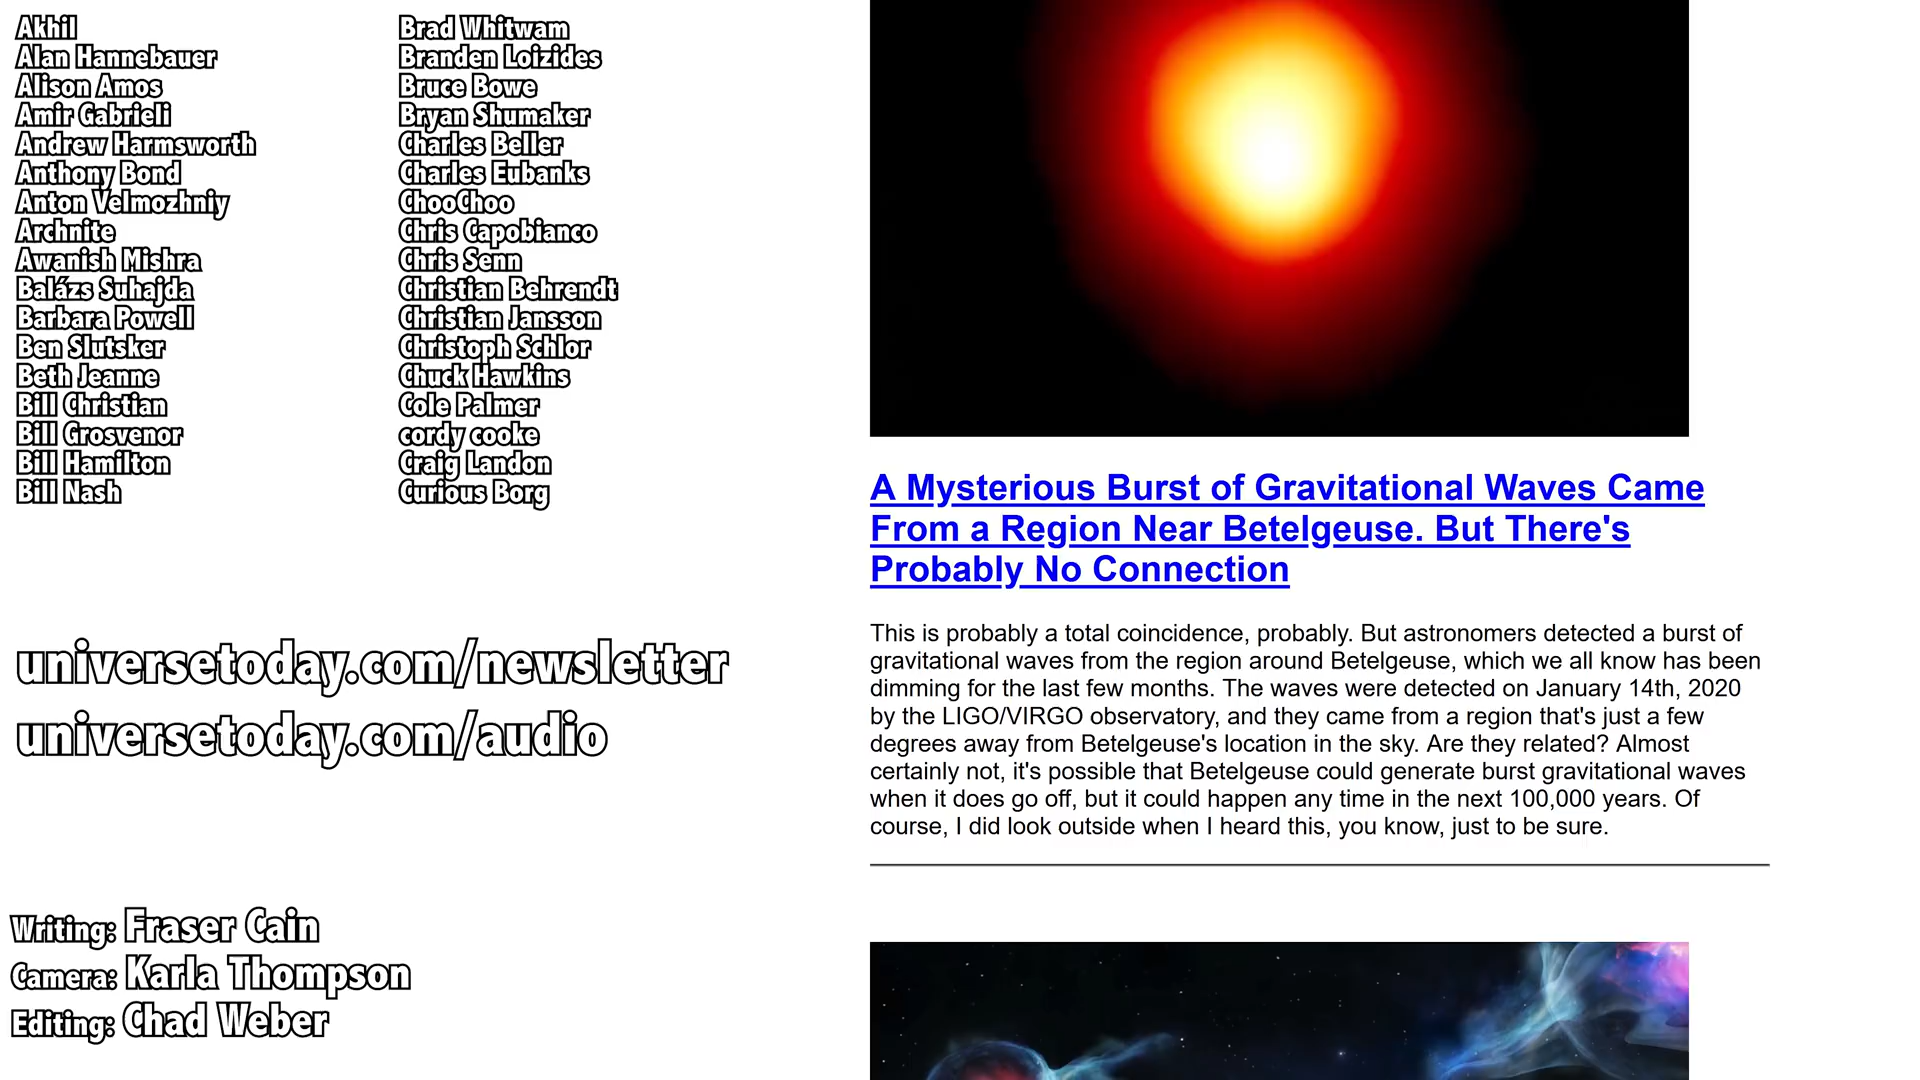 Akhil
Alan Hannebauer
Alison Amos
Amir Gabrieli
Andrew Harmsworth
Anthony Bond
Anton Velmozhniy
Archnite
Awanish Mishra
Balázs Suhajda
Barbara Powell
Ben Slutsker
Beth Jeanne
Bill Christian
Bill Grosvenor
Bill Hamilton
Bill Nash
Brad Whitwam
Branden Loizides
Bruce Bowe
Bryan Shumaker
Charles Beller
Charles Eubanks
ChooChoo
Chris Capobianco
Chris Senn
Christian Behrendt
Christian Jansson
Christoph Schlor
Chuck Hawkins
Cole Palmer
cordy cooke
Craig Landon
Curious Borg
universetoday.com/newsletter
universetoday.com/audio
Writing: Fraser Cain
Camera: Karla Thompson
Editing: Chad Weber
A Mysterious Burst of Gravitational Waves Came
From a Region Near Betelgeuse. But There's
Probably No Connection
This is probably a total coincidence, probably. But astronomers detected a burst of
gravitational waves from the region around Betelgeuse, which we all know has been
dimming for the last few months. The waves were detected on January 14th, 2020
by the LIGO/VIRGO observatory, and they came from a region that's just a few
degrees away from Betelgeuse's location in the sky. Are they related? Almost
certainly not, it's possible that Betelgeuse could generate burst gravitational waves
when it does go off, but it could happen any time in the next 100,000 years. Of
course, I did look outside when I heard this, you know, just to be sure.